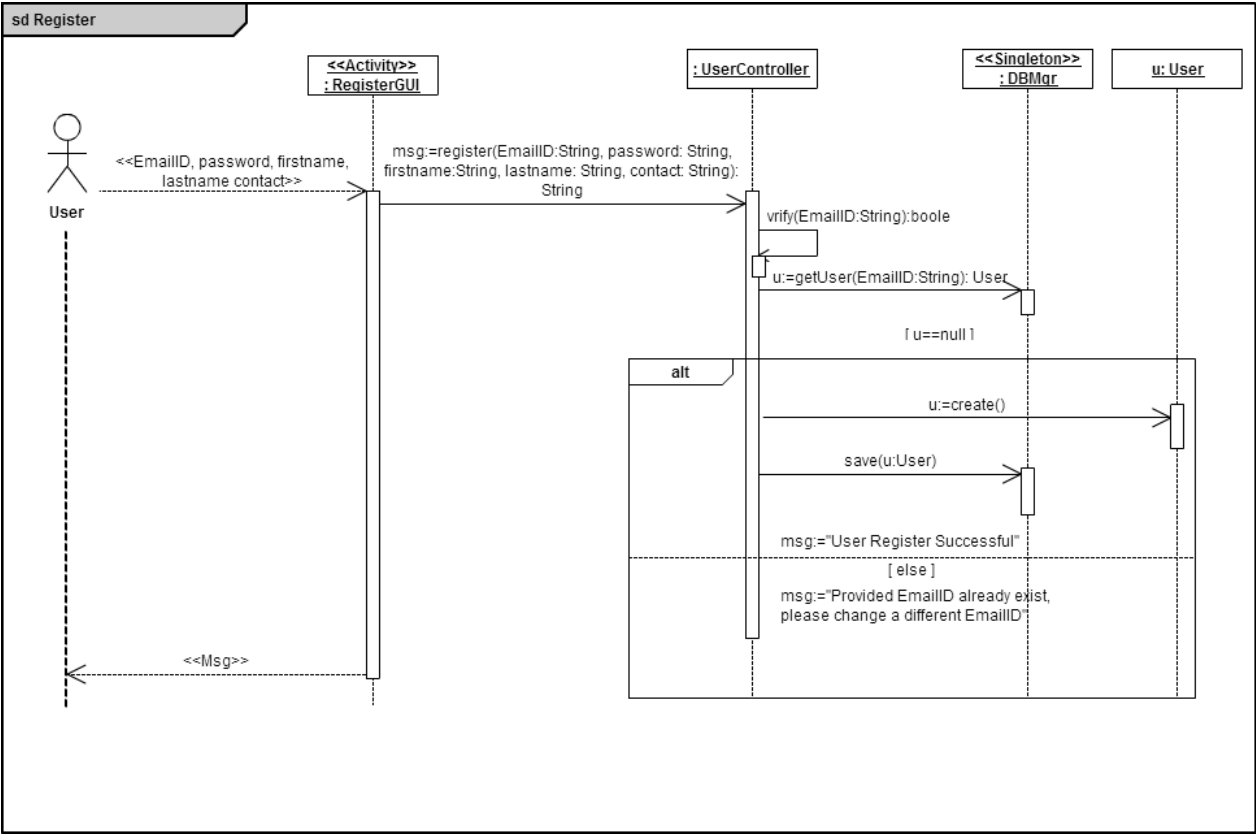 sd Register
<<Activity>>
: RegisterGUI
: UserController
<<Singleton>>
: DBMgr
u: User
User
<<EmailID, password, firstname,
lastname contact>>
msg:=register(EmailID:String, password: String,
firstname:String, lastname: String, contact: String):
String
vrify(EmailID:String):boole
u:=getUser(EmailID:String): User
[ u==null ]
alt
u:=create()
save(u:User)
msg:="User Register Successful"
[ else ]
msg:="Provided EmailID already exist,
please change a different EmailID"
<<Msg>>